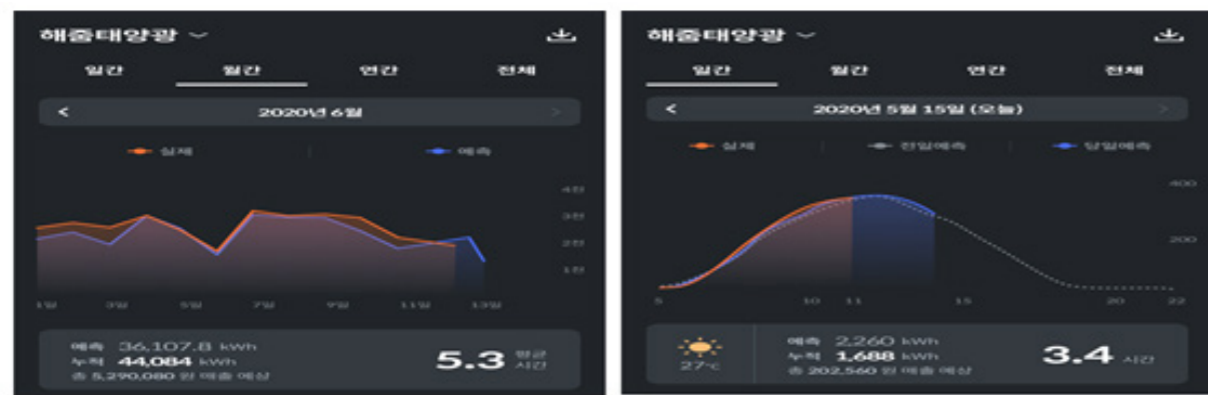 해줌태양광
일간 월간 연간 전체
< 2020년 6월 >
실제 예측
4천
3천
2천
1천
1일 3일 5일 7일 9일 11일 13일
예측 36,107.8 kWh
누적 44,084 kWh
총 5,290,080 원 매출 예상
5.3 평균 시간
해줌태양광
일간 월간 연간 전체
< 2020년 5월 15일 (오늘) >
실제 전일예측 당일예측
400
200
5 10 11 15 20 22
27℃
예측 2,260 kWh
누적 1,688 kWh
총 202,560 원 매출 예상
3.4 시간